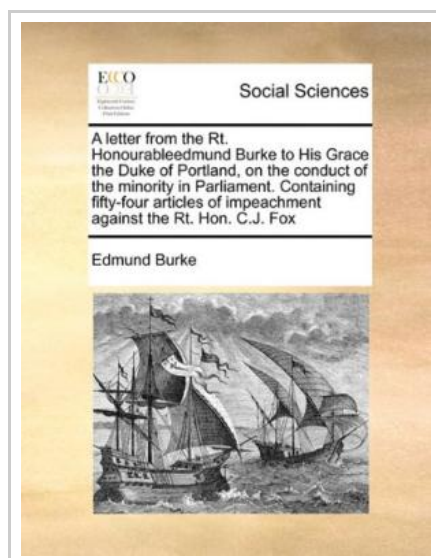 ECCO
Social Sciences
A letter from the Rt.
Honourableedmund Burke to His Grace
the Duke of Portland, on the conduct of
the minority in Parliament. Containing
fifty-four articles of impeachment
against the Rt. Hon. C.J. Fox
Edmund Burke